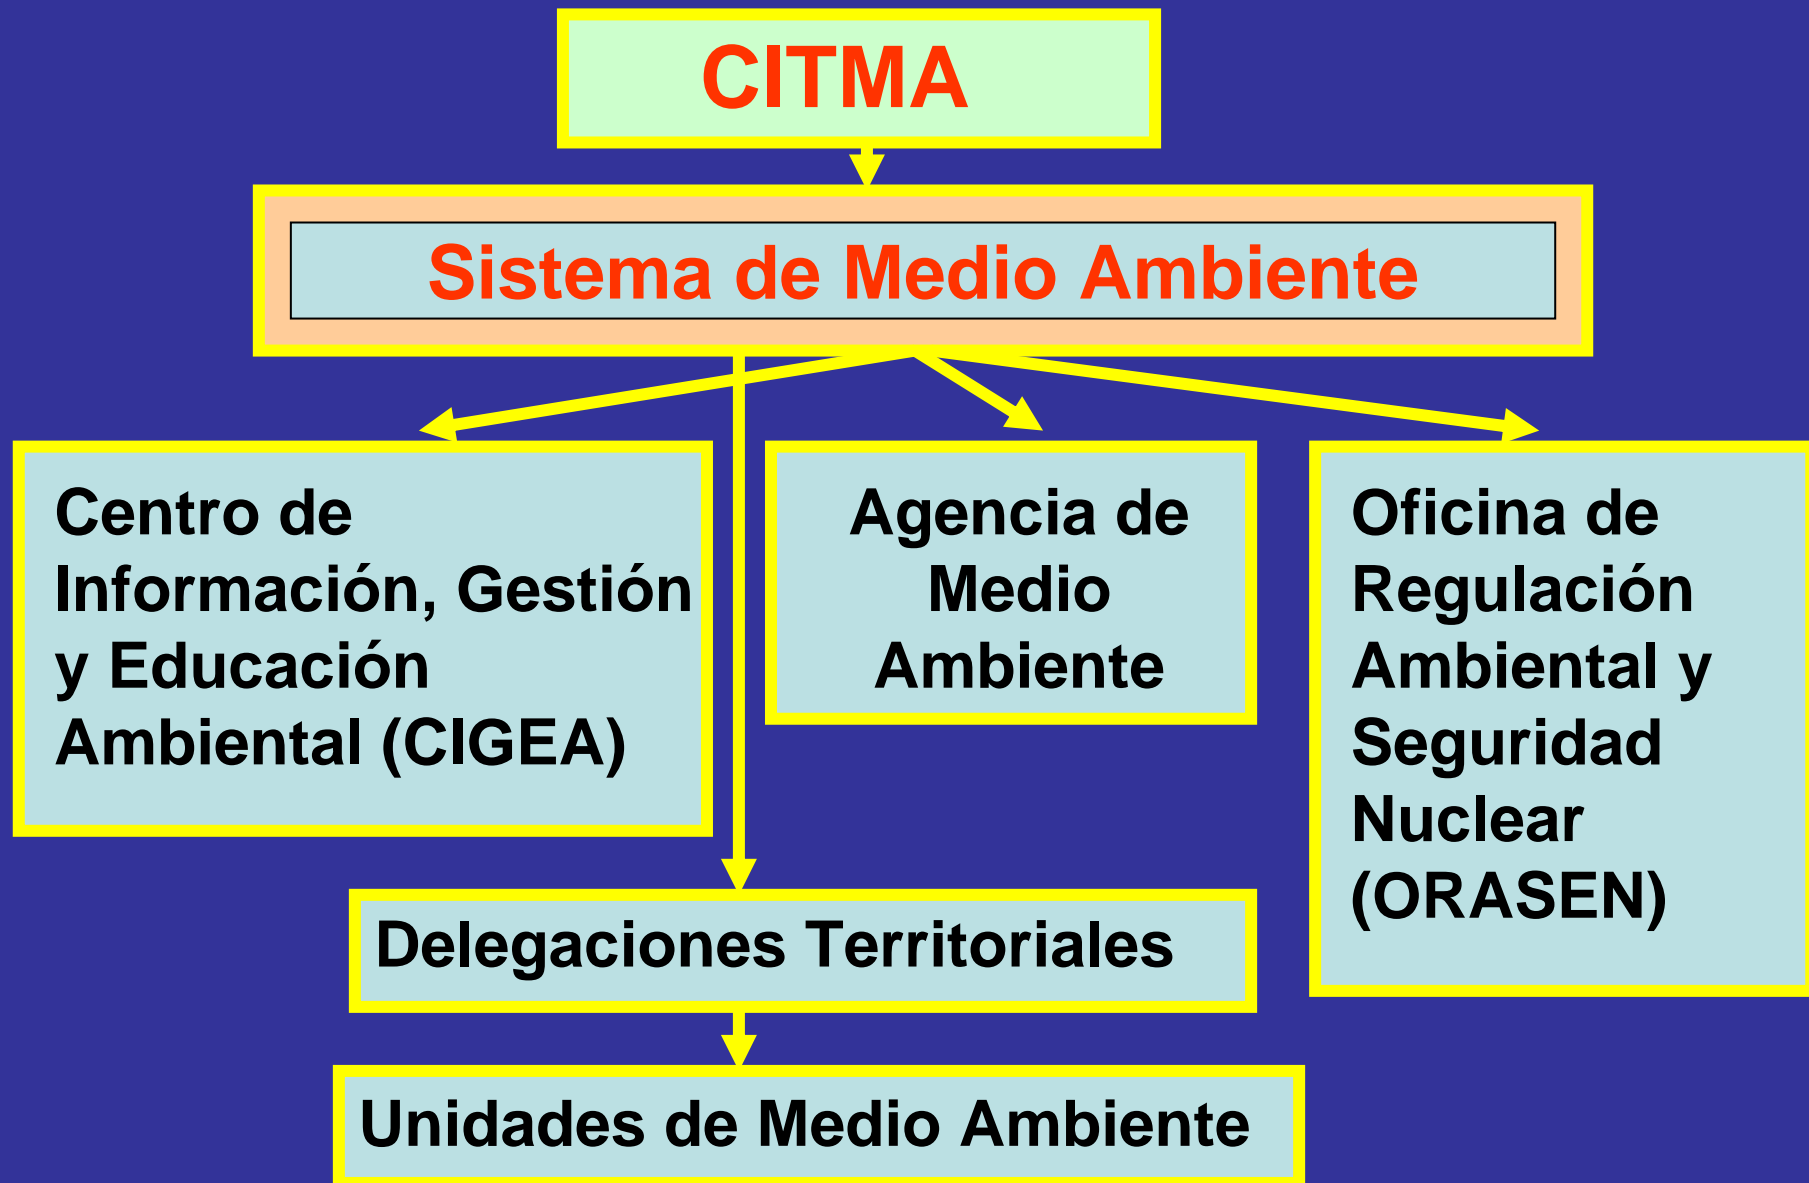 CITMA
Sistema de Medio Ambiente
Centro de
Información, Gestión
y Educación
Ambiental (CIGEA)
Agencia de
Medio
Ambiente
Oficina de
Regulación
Ambiental y
Seguridad
Nuclear
(ORASEN)
Delegaciones Territoriales
Unidades de Medio Ambiente